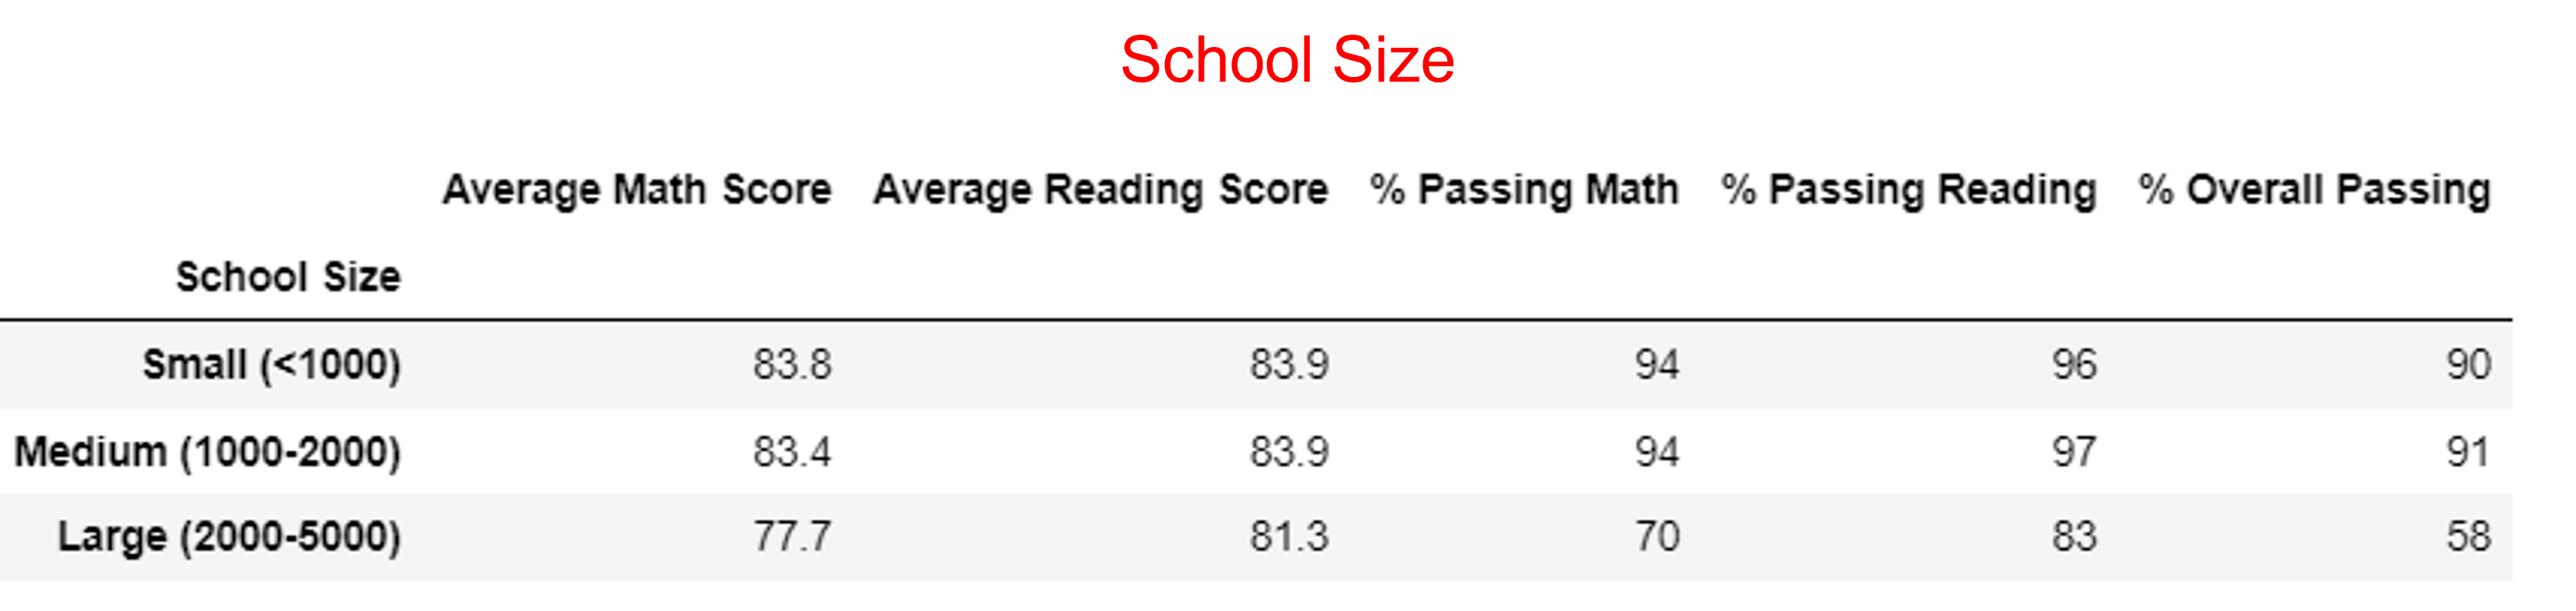 School Size
Average Math Score Average Reading Score % Passing Math % Passing Reading % Overall Passing
School Size
Small (<1000) 83.8 83.9 94 96 90
Medium (1000-2000) 83.4 83.9 94 97 91
Large (2000-5000) 77.7 81.3 70 83 58